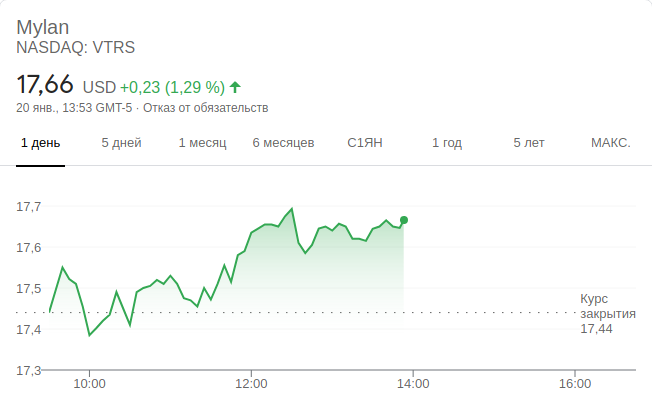 Mylan
NASDAQ: VTRS
17,66 USD +0,23 (1,29 %)
20 янв., 13:53 GMT-5 · Отказ от обязательств
1 день 5 дней 1 месяц 6 месяцев С1ЯН 1 год 5 лет МАКС.
17,7
17,6
17,5
Курс
закрытия
17,44
17,4
17,3
10:00 12:00 14:00 16:00